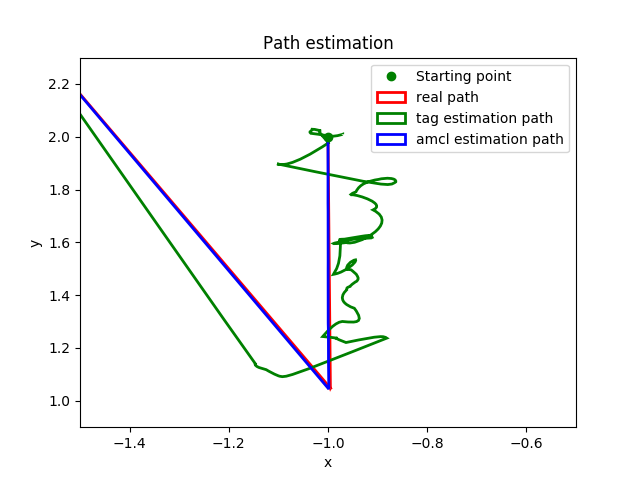 Path estimation
Starting point
real path
tag estimation path
amcl estimation path
y
2.2
2.0
1.8
1.6
1.4
1.2
1.0
−1.4
−1.2
−1.0
−0.8
−0.6
x